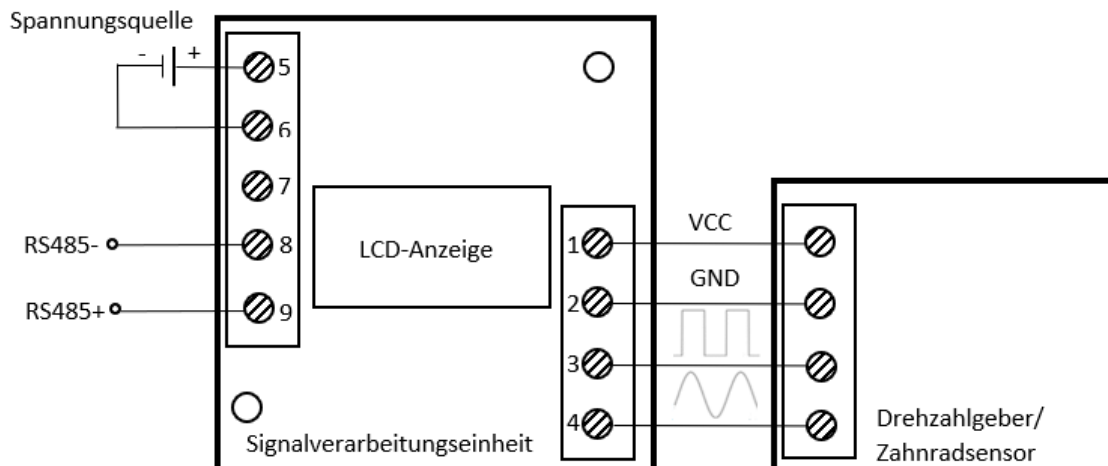 Spannungsquelle
- +
5
6
7
RS485- 8
RS485+ 9
LCD-Anzeige
1 VCC
2 GND
3
4
Signalverarbeitungseinheit
Drehzahlgeber/
Zahnradsensor